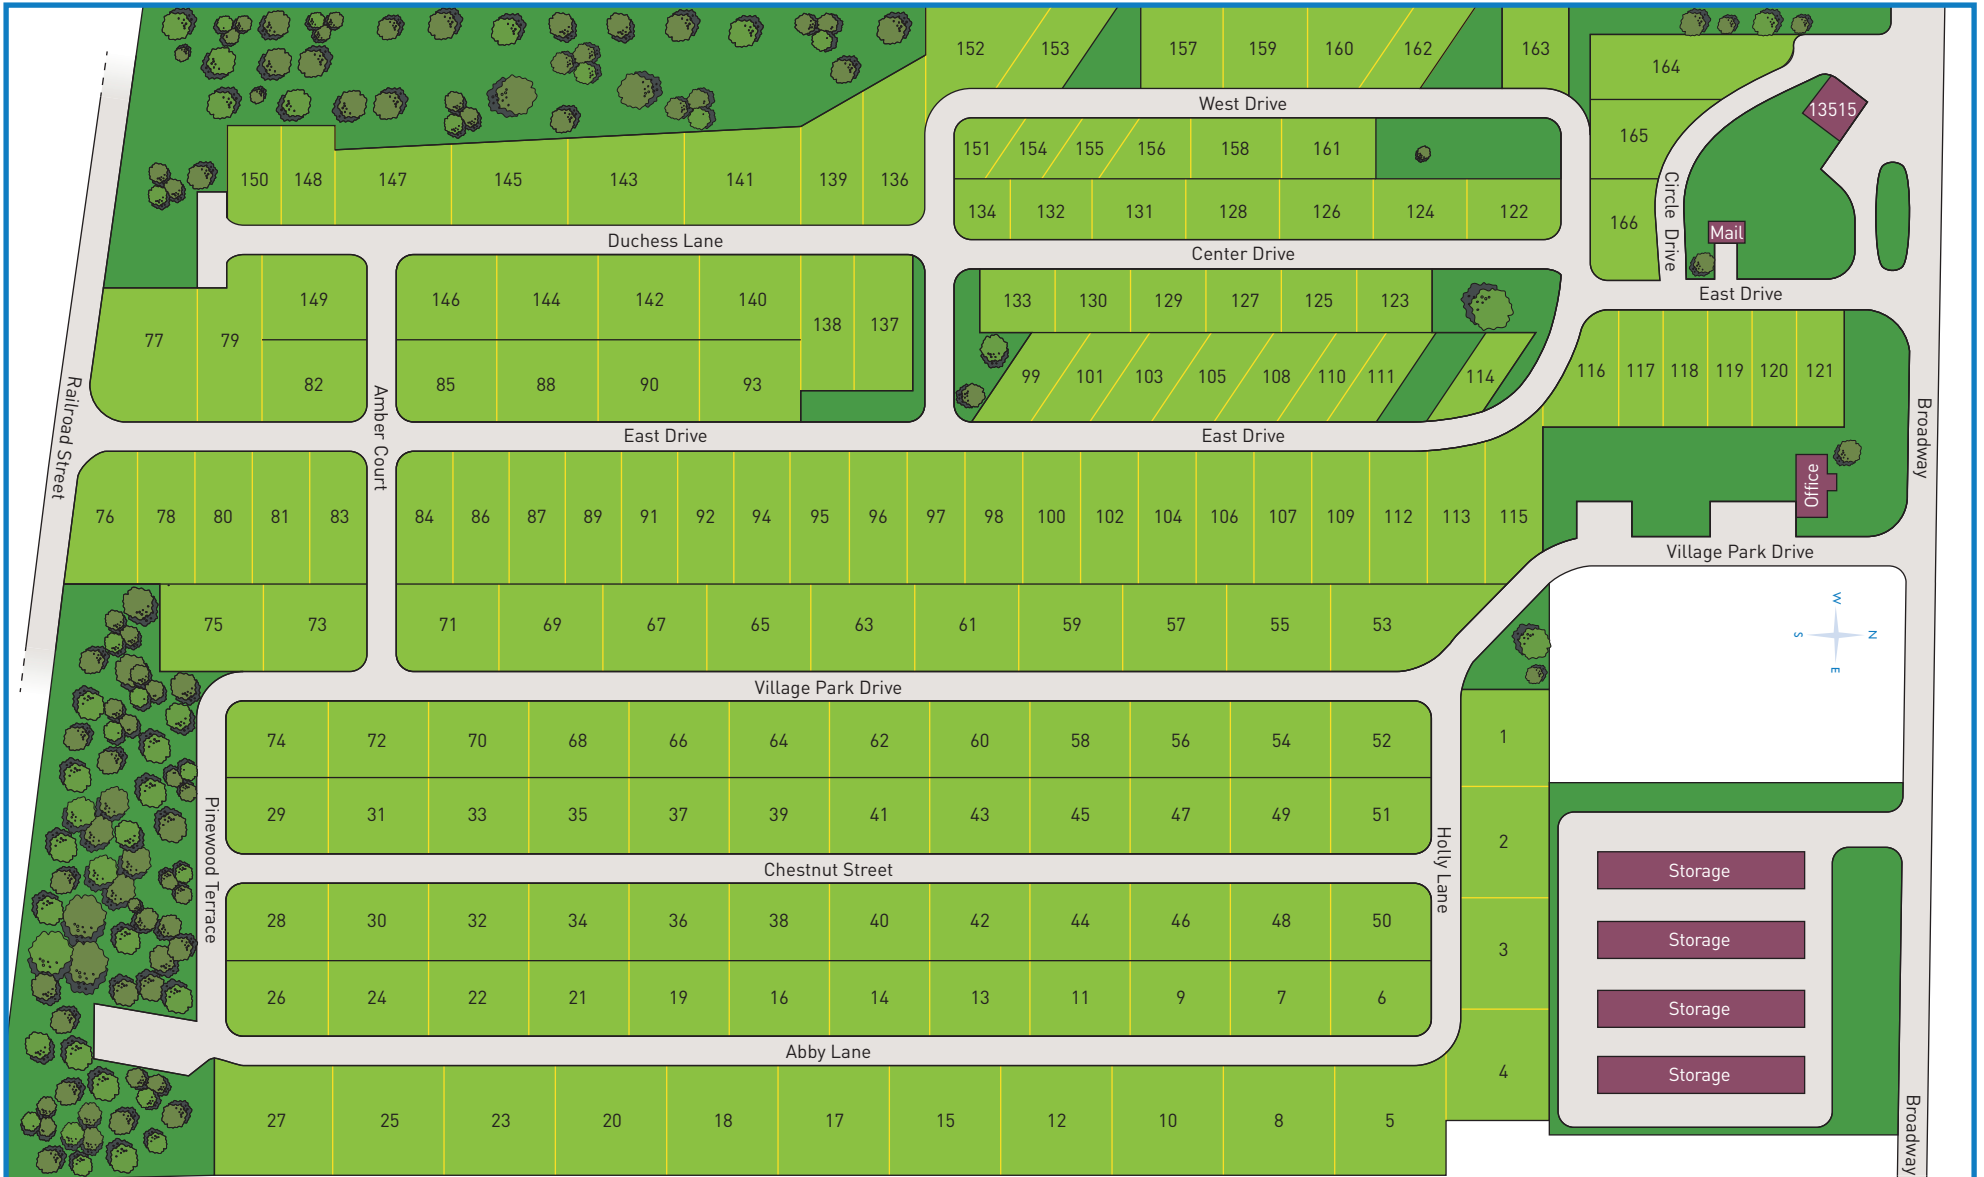 152 153 157 159 160 162 163
164
West Drive
13515
165
151 154 155 156 158 161
150 148 147 145 143 141 139 136
134 132 131 128 126 124 122
166
Circle Drive
Mail
Duchess Lane
Center Drive
East Drive
149 146 144 142 140
133 130 129 127 125 123
138 137
77 79
82 85 88 90 93
99 101 103 105 108 110 111 114
116 117 118 119 120 121
Railroad Street
Amber Court
East Drive
East Drive
Broadway
Office
76 78 80 81 83
84 86 87 89 91 92 94 95 96 97 98 100 102 104 106 107 109 112 113 115
Village Park Drive
W
N
S
E
75 73
71 69 67 65 63 61 59 57 55 53
Village Park Drive
74 72 70 68 66 64 62 60 58 56 54 52
1
29 31 33 35 37 39 41 43 45 47 49 51
2
Pinewood Terrace
Holly Lane
Chestnut Street
Storage
28 30 32 34 36 38 40 42 44 46 48 50
3
Storage
26 24 22 21 19 16 14 13 11 9 7 6
Storage
Abby Lane
4
Storage
27 25 23 20 18 17 15 12 10 8 5
Broadway